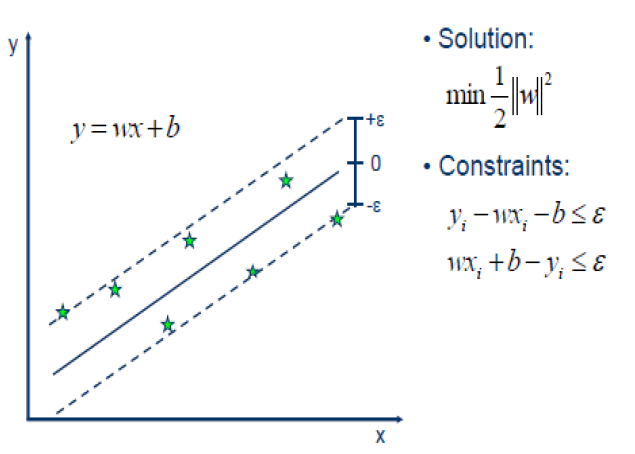 y
y = wx + b
+ε
0
-ε
x
• Solution:
min 1/2 ||w||²
• Constraints:
yᵢ − wxᵢ − b ≤ ε
wxᵢ + b − yᵢ ≤ ε